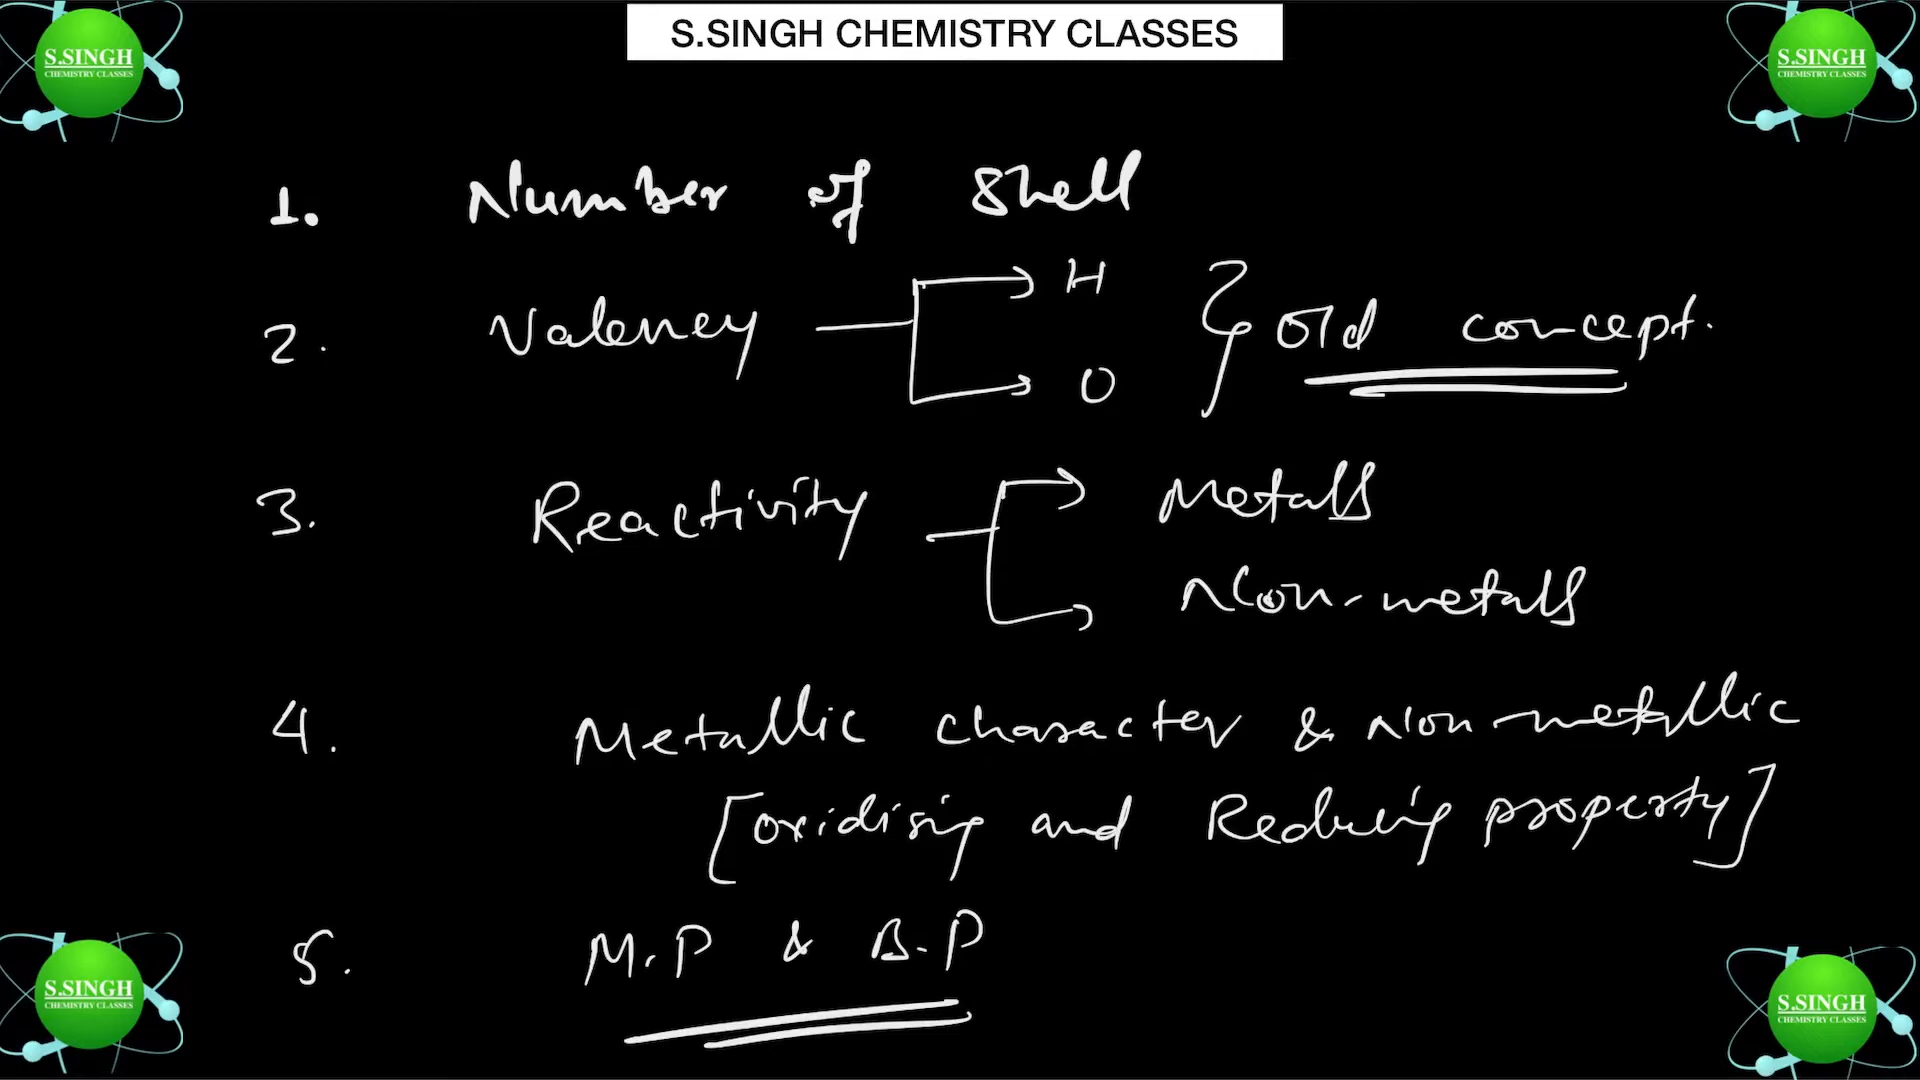 S.SINGH CHEMISTRY CLASSES
S.SINGH
CHEMISTRY CLASSES
S.SINGH
CHEMISTRY CLASSES
1. Number of shell
2. Valency → H
→ O } old concept.
3. Reactivity → Metals
→ Non-metals
4. Metallic character & Non-metallic
[oxidising and Reducing property]
5. M.P & B.P
S.SINGH
CHEMISTRY CLASSES
S.SINGH
CHEMISTRY CLASSES